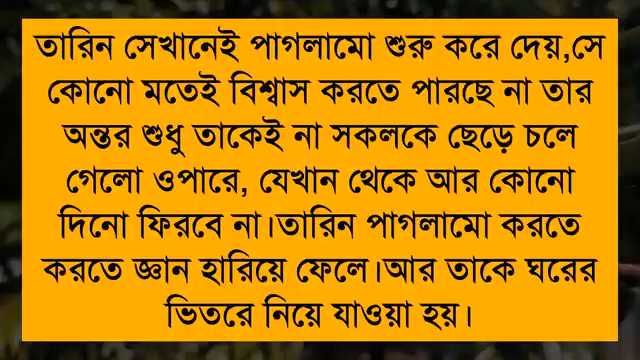 তারিন সেখানেই পাগলামো শুরু করে দেয়,সে
কোনো মতেই বিশ্বাস করতে পারছে না তার
অন্তর শুধু তাকেই না সকলকে ছেড়ে চলে
গেলো ওপারে, যেখান থেকে আর কোনো
দিনো ফিরবে না।তারিন পাগলামো করতে
করতে জ্ঞান হারিয়ে ফেলে।আর তাকে ঘরের
ভিতরে নিয়ে যাওয়া হয়।